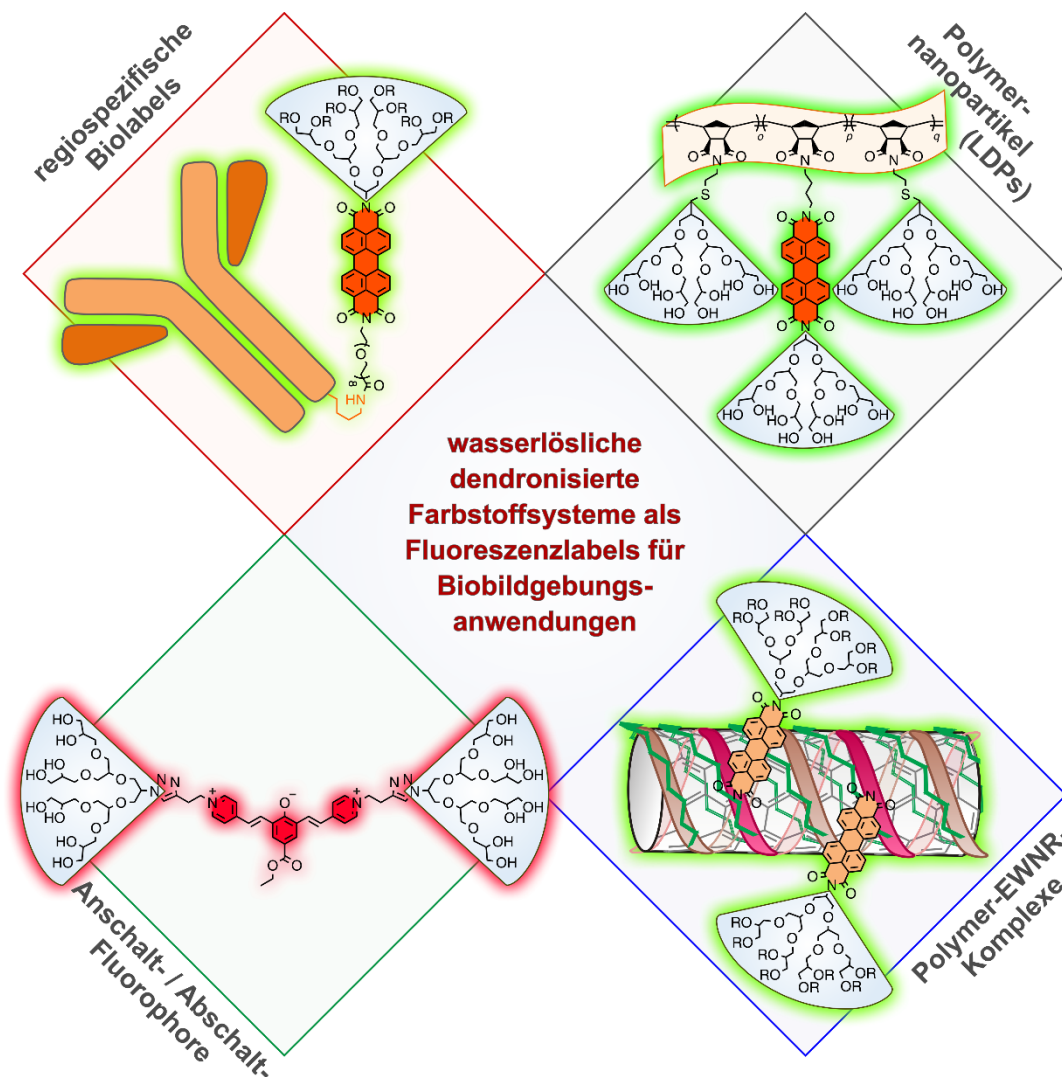 regiospezifische
Biolabels
Polymer-
nanopartikel
(LDPs)
wasserlösliche
dendronisierte
Farbstoffsysteme als
Fluoreszenzlabels für
Biobildgebungs-
anwendungen
Anschalt- / Abschalt-
Fluorophore
Polymer-EWNR-
Komplexe